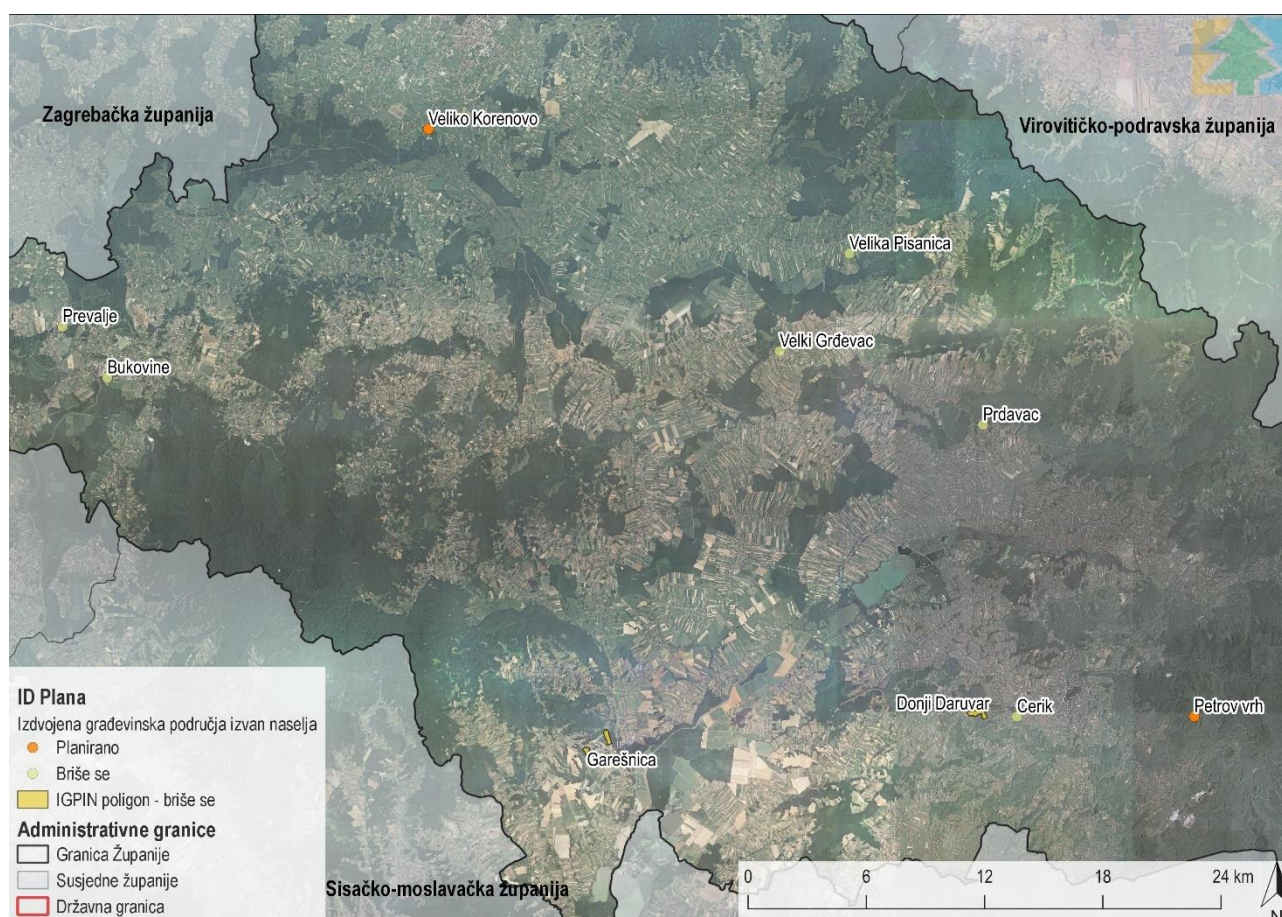 Zagrebačka županija
Veliko Korenovo
Virovitičko-podravska županija
Velika Pisanica
Prevalje
Velki Grđevac
Bukovine
Prdavac
Donji Daruvar
Cerik
Petrov vrh
Garešnica
ID Plana
Izdvojena građevinska područja izvan naselja
Planirano
Briše se
IGPIN poligon - briše se
Administrativne granice
Granica Županije
Susjedne županije
Državna granica
Sisačko-moslavačka županija
0 6 12 18 24 km
N